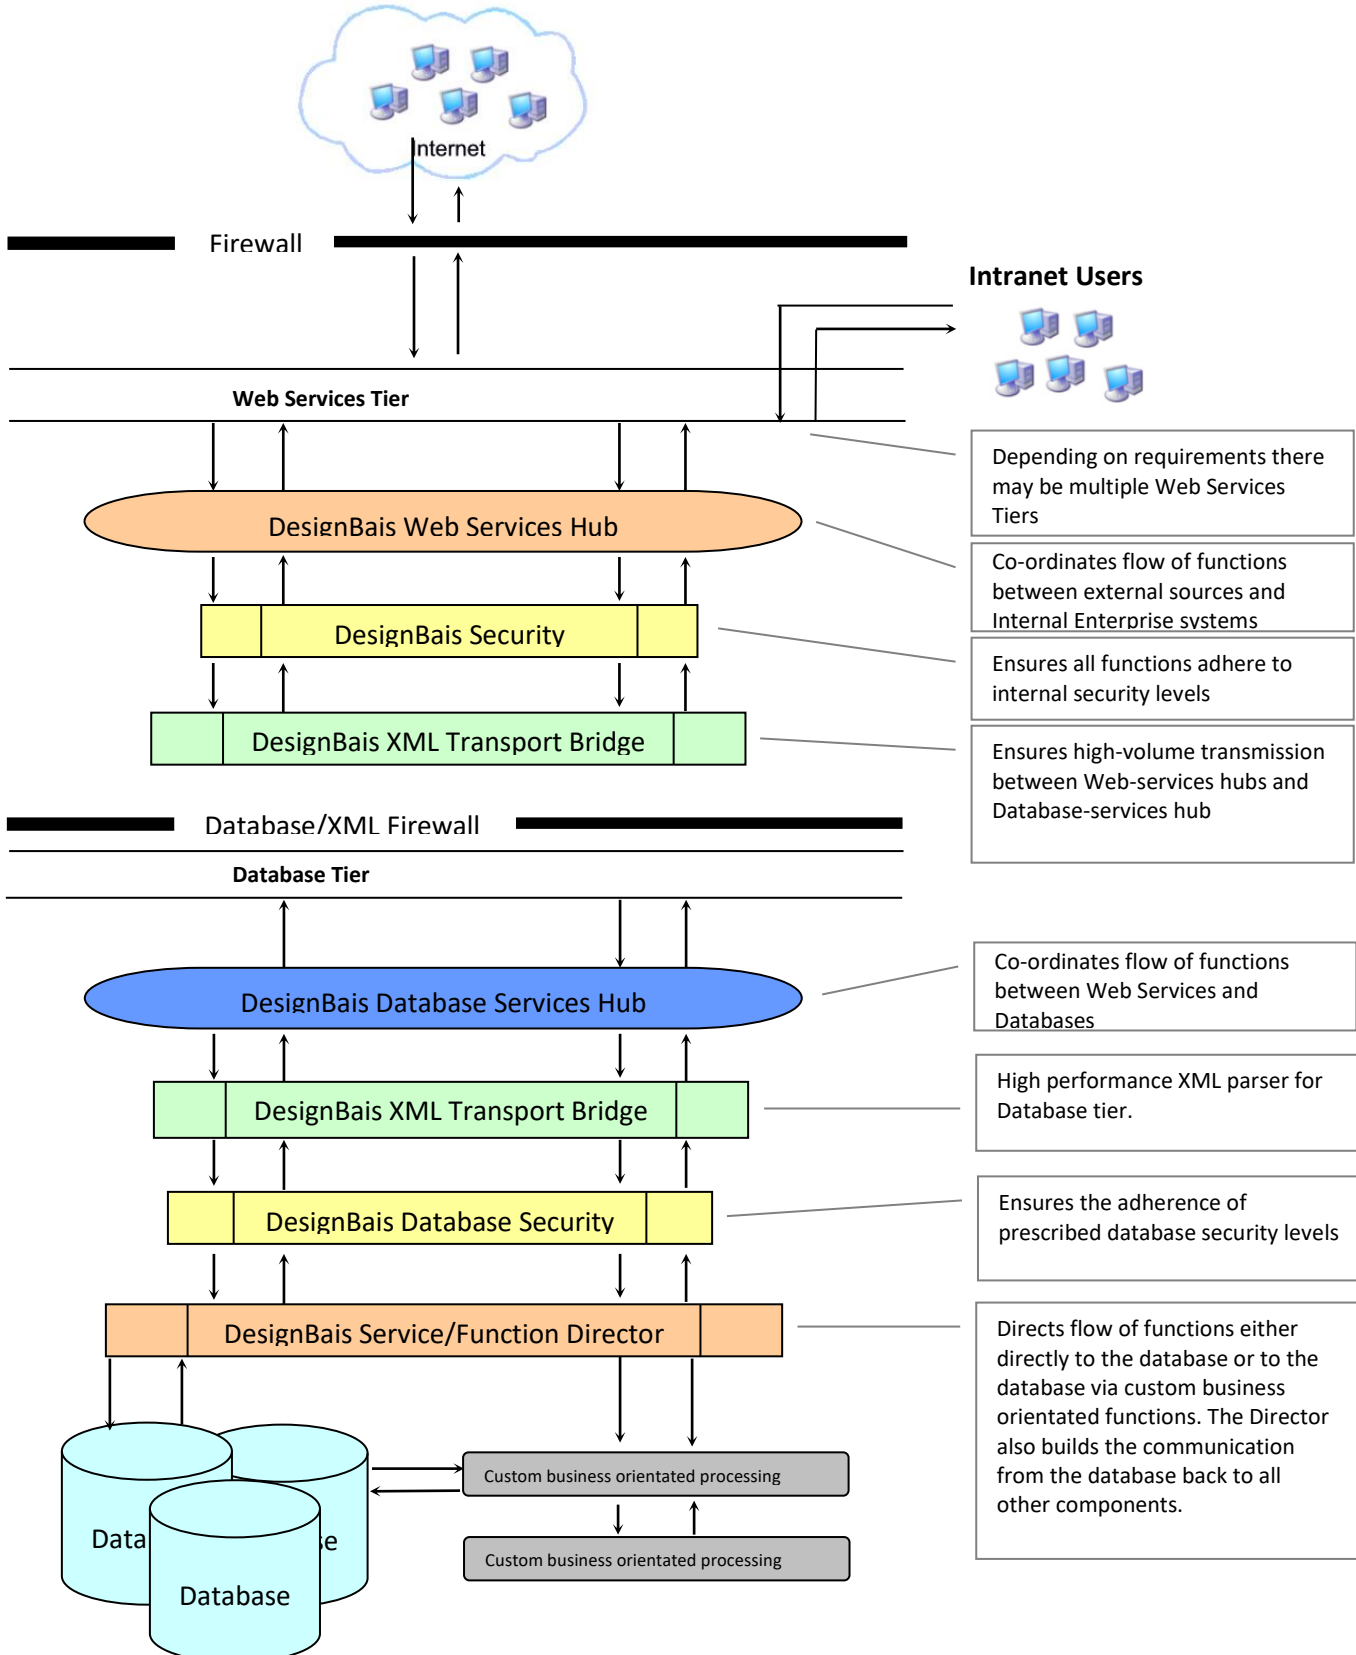 Internet
Firewall
Intranet Users
Web Services Tier
Depending on requirements there
may be multiple Web Services
Tiers
DesignBais Web Services Hub
Co-ordinates flow of functions
between external sources and
Internal Enterprise systems
DesignBais Security
Ensures all functions adhere to
internal security levels
DesignBais XML Transport Bridge
Ensures high-volume transmission
between Web-services hubs and
Database-services hub
Database/XML Firewall
Database Tier
DesignBais Database Services Hub
Co-ordinates flow of functions
between Web Services and
Databases
DesignBais XML Transport Bridge
High performance XML parser for
Database tier.
DesignBais Database Security
Ensures the adherence of
prescribed database security levels
DesignBais Service/Function Director
Directs flow of functions either
directly to the database or to the
database via custom business
orientated functions. The Director
also builds the communication
from the database back to all
other components.
Custom business orientated processing
Custom business orientated processing
Data
se
Database